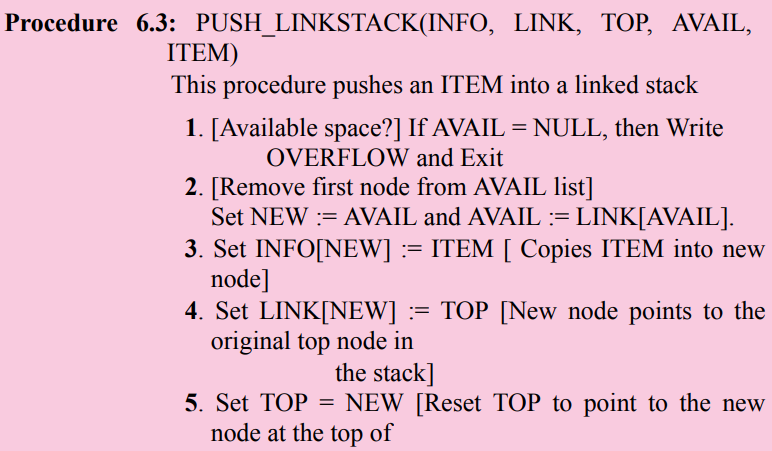 Procedure 6.3: PUSH_LINKSTACK(INFO, LINK, TOP, AVAIL,
ITEM)
This procedure pushes an ITEM into a linked stack
1. [Available space?] If AVAIL = NULL, then Write
OVERFLOW and Exit
2. [Remove first node from AVAIL list]
Set NEW := AVAIL and AVAIL := LINK[AVAIL].
3. Set INFO[NEW] := ITEM [ Copies ITEM into new
node]
4. Set LINK[NEW] := TOP [New node points to the
original top node in
the stack]
5. Set TOP = NEW [Reset TOP to point to the new
node at the top of